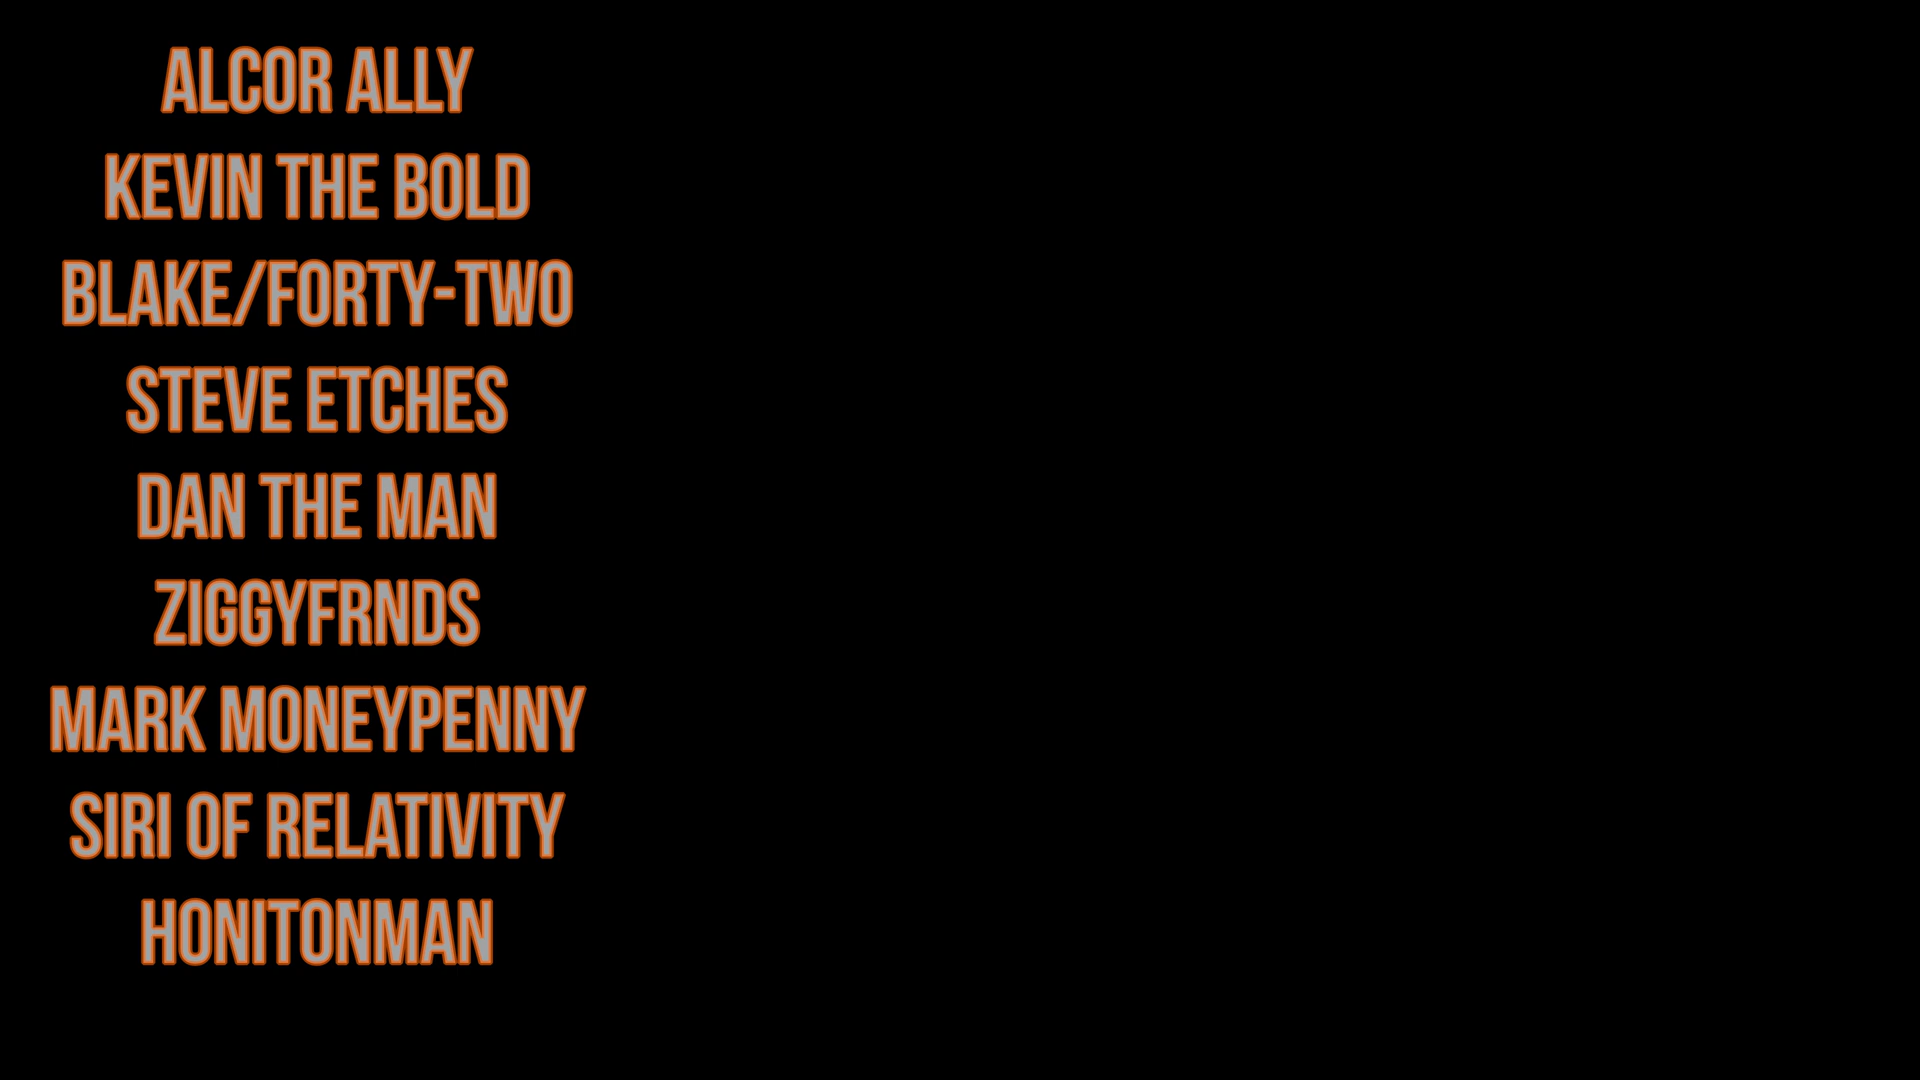 ALCOR ALLY
KEVIN THE BOLD
BLAKE/FORTY-TWO
STEVE ETCHES
DAN THE MAN
ZIGGYFRNDS
MARK MONEYPENNY
SIRI OF RELATIVITY
HONITONMAN